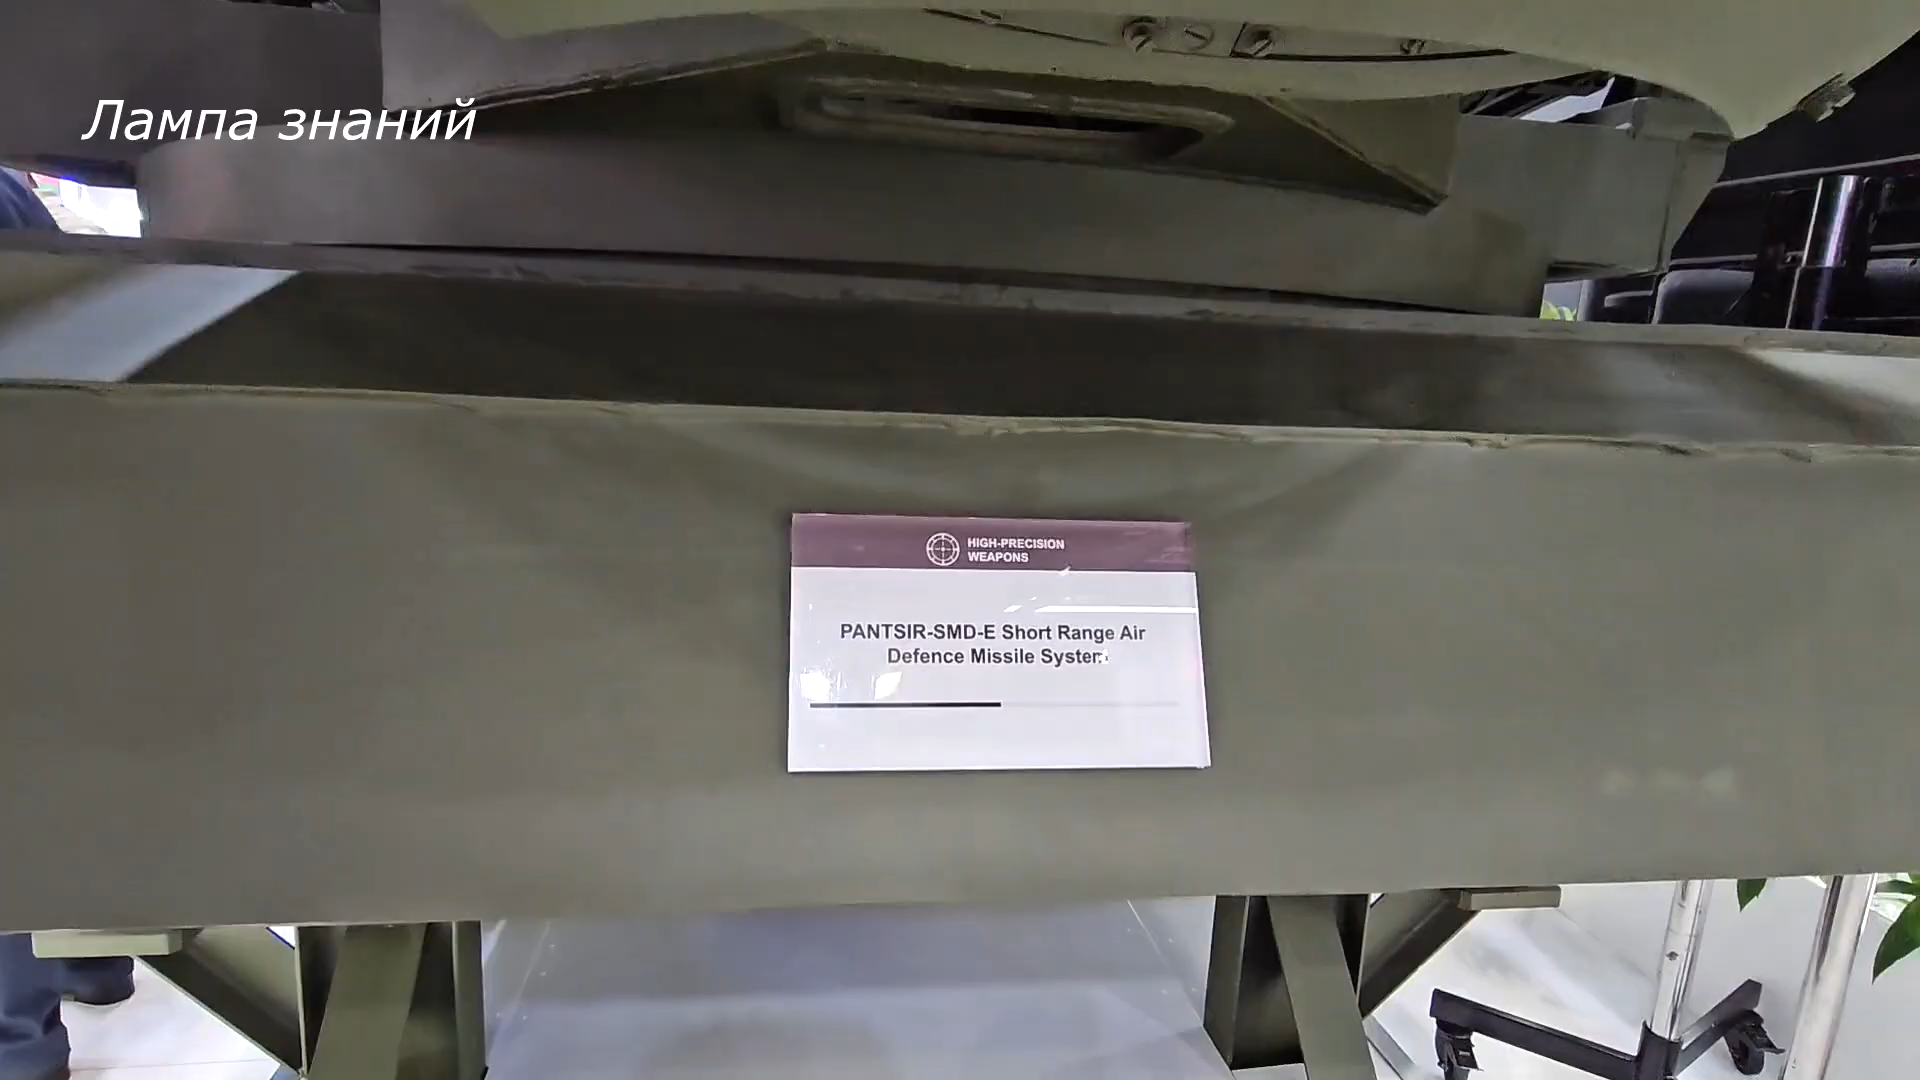 Лампа знаний
HIGH-PRECISION
WEAPONS
PANTSIR-SMD-E Short Range Air
Defence Missile System